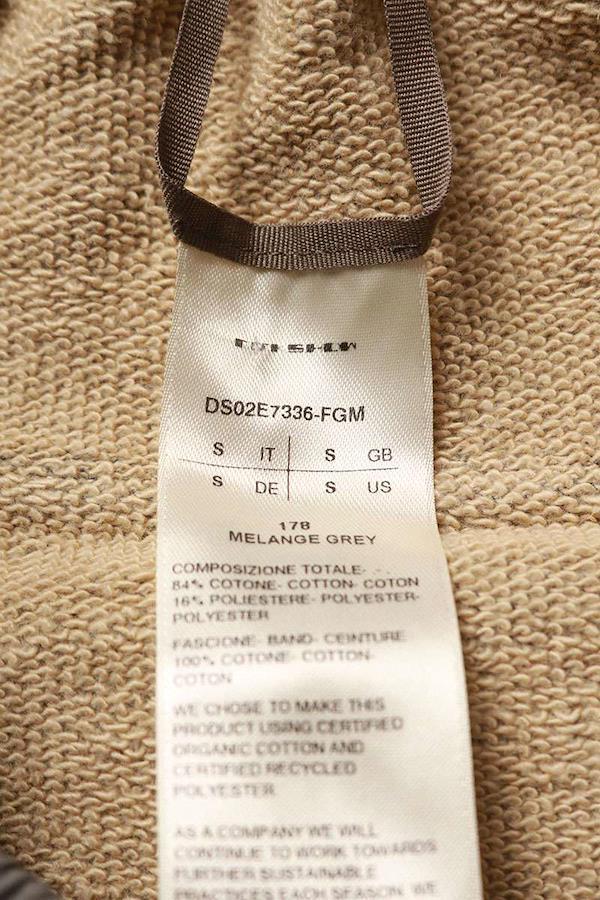 DS02E7336-FGM
S IT S GB
S DE S US
178
MELANGE GREY
COMPOSIZIONE TOTALE-
84% COTONE- COTTON- COTON
16% POLIESTERE- POLYESTER-
POLYESTER
FASCIONE- BAND- CEINTURE
100% COTONE- COTTON-
COTON
WE CHOSE TO MAKE THIS
PRODUCT USING CERTIFIED
ORGANIC COTTON AND
CERTIFIED RECYCLED
POLYESTER
AS A COMPANY WE WILL
CONTINUE TO WORK TOWARDS
FURTHER SUSTAINABLE
PRACTICES EACH SEASON. WE